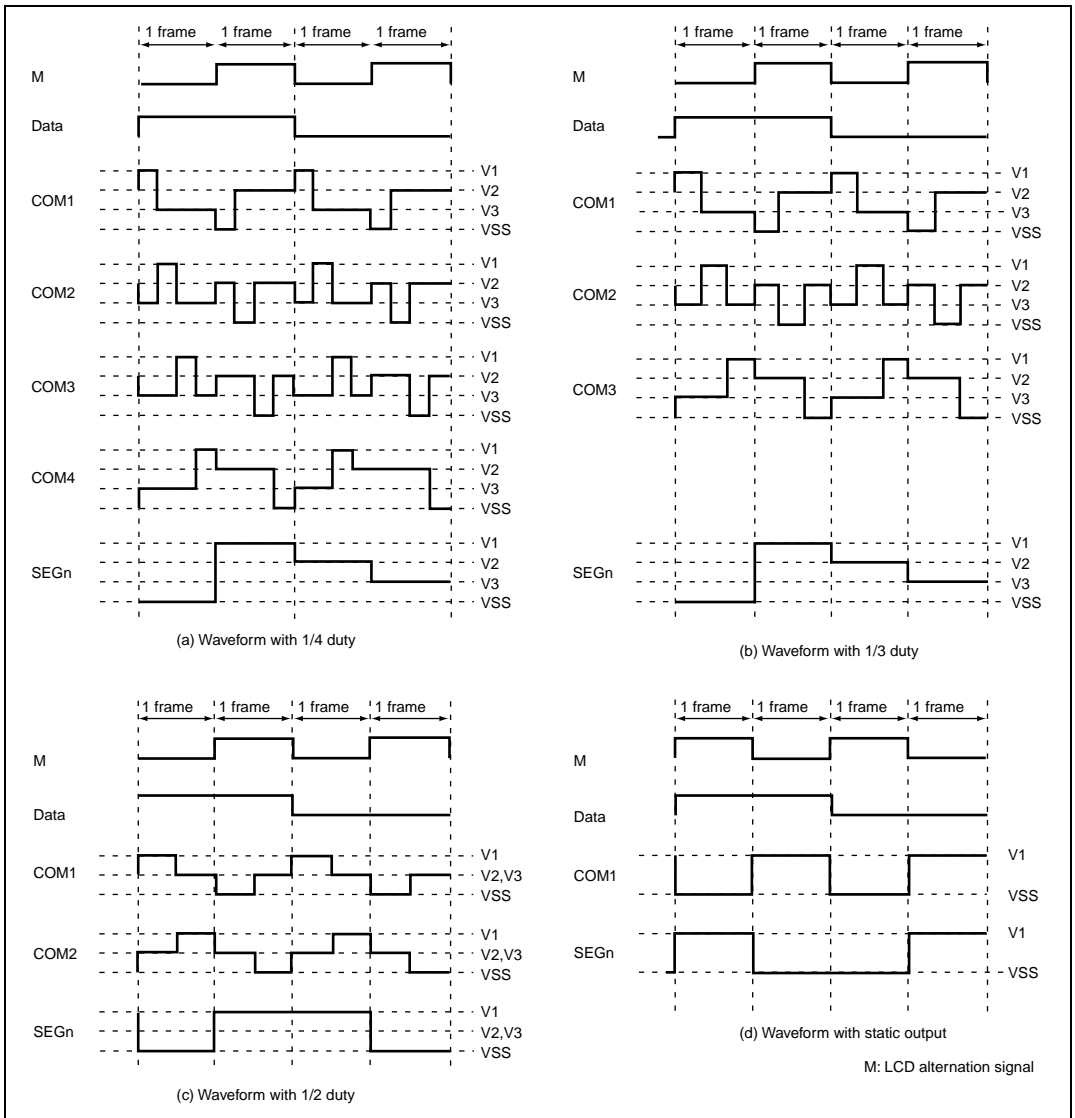 1 frame 1 frame 1 frame 1 frame
M
Data
COM1
V1
V2
V3
VSS
COM2
V1
V2
V3
VSS
COM3
V1
V2
V3
VSS
COM4
V1
V2
V3
VSS
SEGn
V1
V2
V3
VSS
(a) Waveform with 1/4 duty
1 frame 1 frame 1 frame 1 frame
M
Data
COM1
V1
V2
V3
VSS
COM2
V1
V2
V3
VSS
COM3
V1
V2
V3
VSS
SEGn
V1
V2
V3
VSS
(b) Waveform with 1/3 duty
1 frame 1 frame 1 frame 1 frame
M
Data
COM1
V1
V2,V3
VSS
COM2
V1
V2,V3
VSS
SEGn
V1
V2,V3
VSS
(c) Waveform with 1/2 duty
1 frame 1 frame 1 frame 1 frame
M
Data
COM1
V1
VSS
SEGn
V1
VSS
(d) Waveform with static output
M: LCD alternation signal